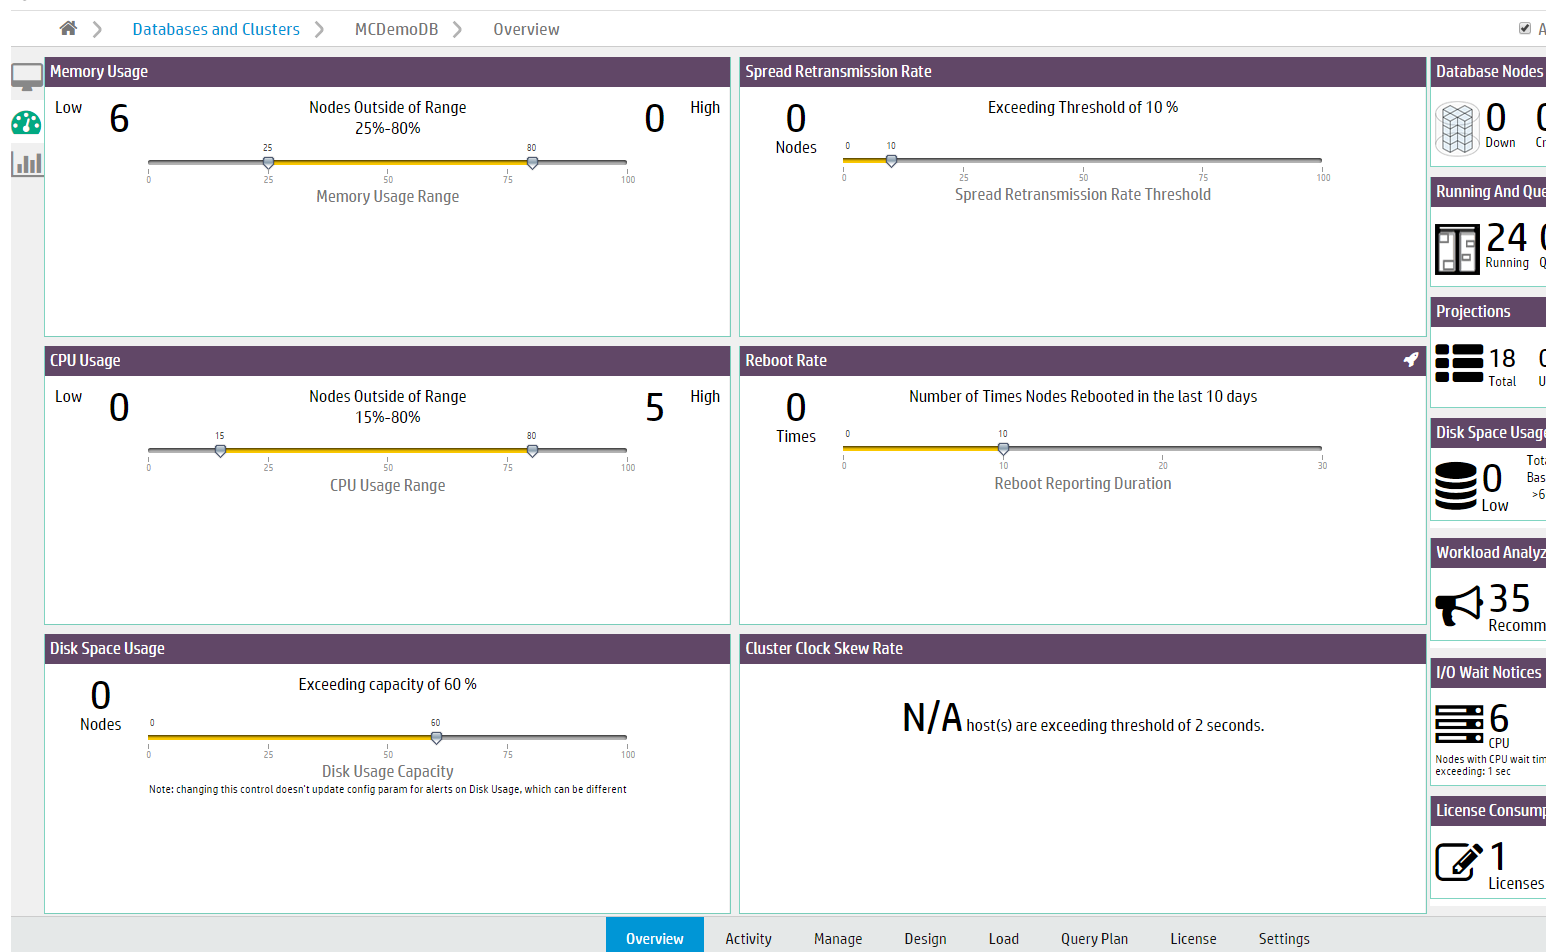 Databases and Clusters MCDemoDB Overview
Memory Usage
Low 6 Nodes Outside of Range 0 High
25%-80%
25 80
0 25 50 75 100
Memory Usage Range
Spread Retransmission Rate
0 Exceeding Threshold of 10 %
Nodes
0 10
0 25 50 75 100
Spread Retransmission Rate Threshold
CPU Usage
Low 0 Nodes Outside of Range 5 High
15%-80%
15 80
0 25 50 75 100
CPU Usage Range
Reboot Rate
0 Number of Times Nodes Rebooted in the last 10 days
Times
0 10
0 10 20 30
Reboot Reporting Duration
Disk Space Usage
0 Exceeding capacity of 60 %
Nodes
0 60
0 25 50 75 100
Disk Usage Capacity
Note: changing this control doesn't update config param for alerts on Disk Usage, which can be different
Cluster Clock Skew Rate
N/A host(s) are exceeding threshold of 2 seconds.
Database Nodes
0
Down
Running And
24
Running
Projections
18
Total
Disk Space Usage
0
Low
>6
Workload
35
I/O Wait Notices
6
CPU
Nodes with CPU wait
exceeding: 1 sec
License
1
Licenses
Overview Activity Manage Design Load Query Plan License Settings